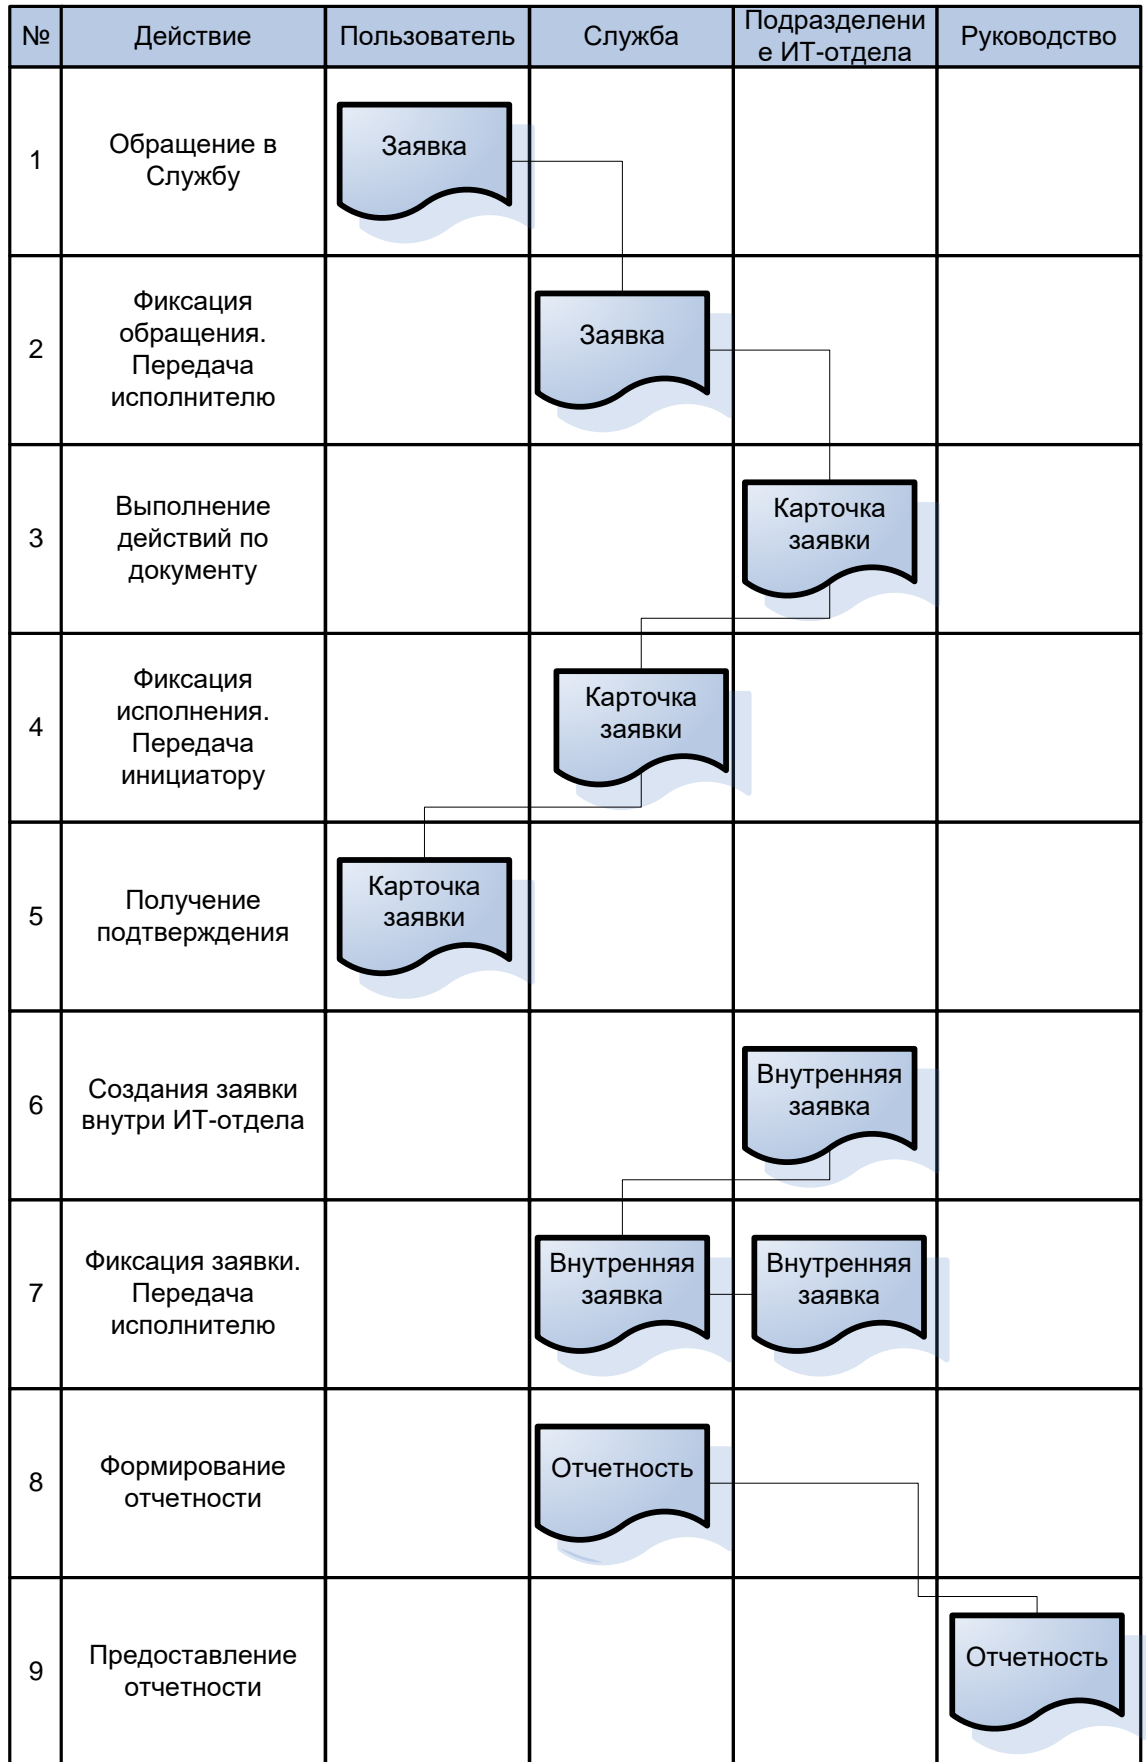 №
Действие
Пользователь
Служба
Подразделени
е ИТ-отдела
Руководство
1
Обращение в
Службу
Заявка
2
Фиксация
обращения.
Передача
исполнителю
Заявка
3
Выполнение
действий по
документу
Карточка
заявки
4
Фиксация
исполнения.
Передача
инициатору
Карточка
заявки
5
Получение
подтверждения
Карточка
заявки
6
Создания заявки
внутри ИТ-отдела
Внутренняя
заявка
7
Фиксация заявки.
Передача
исполнителю
Внутренняя
заявка
Внутренняя
заявка
8
Формирование
отчетности
Отчетность
9
Предоставление
отчетности
Отчетность